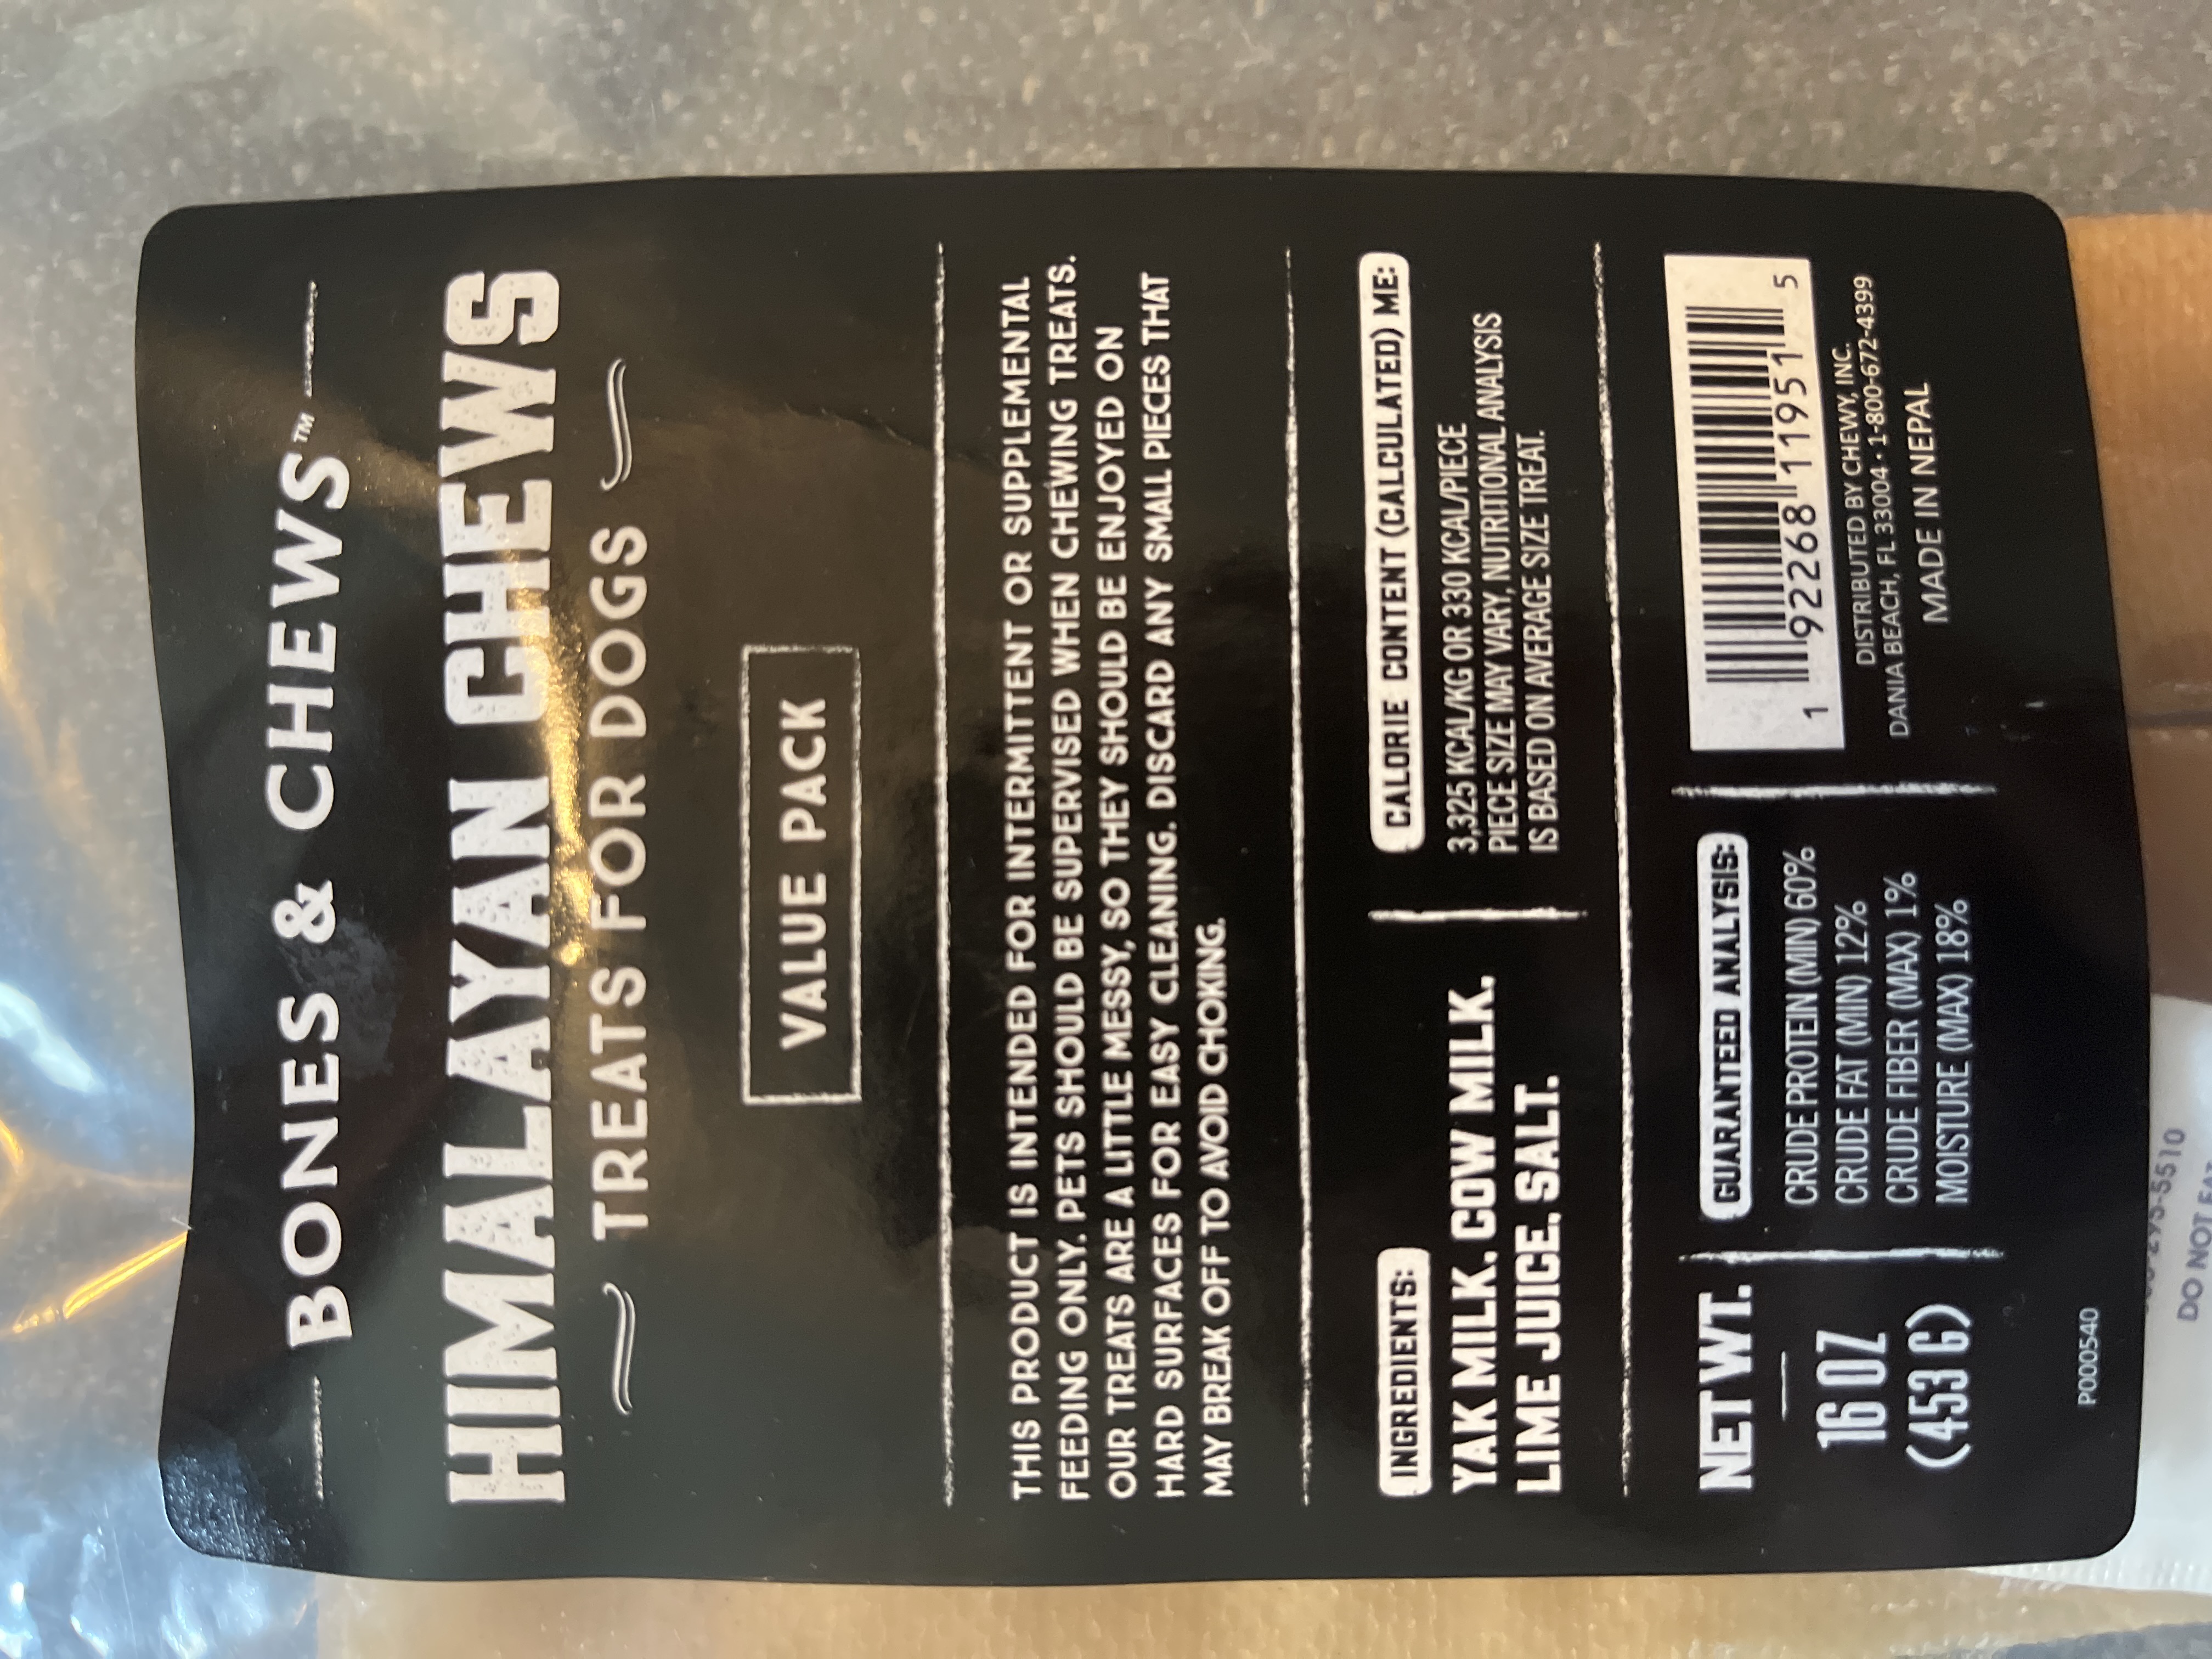 BONES & CHEWS™
HIMALAYAN CHEWS
TREATS FOR DOGS
VALUE PACK
THIS PRODUCT IS INTENDED FOR INTERMITTENT OR SUPPLEMENTAL
FEEDING ONLY. PETS SHOULD BE SUPERVISED WHEN CHEWING TREATS.
OUR TREATS ARE A LITTLE MESSY, SO THEY SHOULD BE ENJOYED ON
HARD SURFACES FOR EASY CLEANING. DISCARD ANY SMALL PIECES THAT
MAY BREAK OFF TO AVOID CHOKING.
INGREDIENTS:
YAK MILK. COW MILK.
LIME JUICE. SALT.
CALORIE CONTENT (CALCULATED) ME:
3,325 KCAL/KG OR 330 KCAL/PIECE
PIECE SIZE MAY VARY, NUTRITIONAL ANALYSIS
IS BASED ON AVERAGE SIZE TREAT.
NET WT.
16 OZ
(453 G)
GUARANTEED ANALYSIS:
CRUDE PROTEIN (MIN) 60%
CRUDE FAT (MIN) 12%
CRUDE FIBER (MAX) 1%
MOISTURE (MAX) 18%
1 92268 11951 5
DISTRIBUTED BY CHEWY, INC.
DANIA BEACH, FL 33004 • 1-800-672-4399
MADE IN NEPAL
P000540
DO NOT EAT